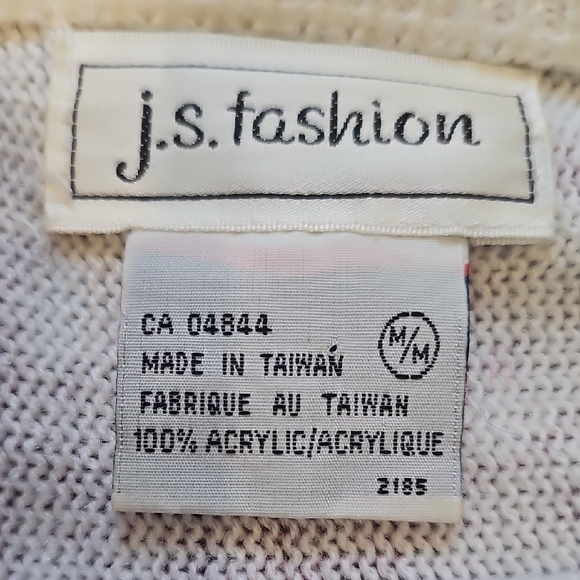 j.s. fashion
CA 04844
M/M
MADE IN TAIWAN
FABRIQUE AU TAIWAN
100% ACRYLIC/ACRYLIQUE
2185